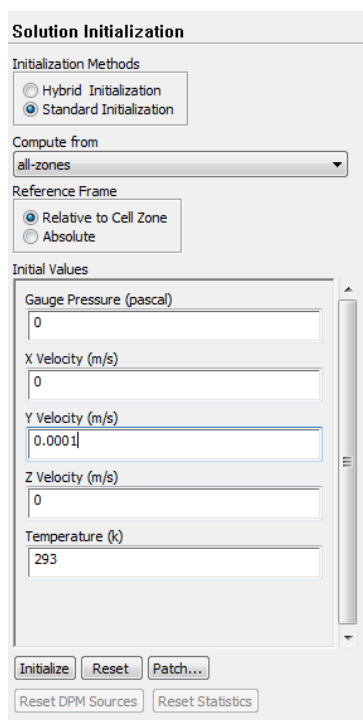 Solution Initialization
Initialization Methods
Hybrid Initialization
Standard Initialization
Compute from
all-zones
Reference Frame
Relative to Cell Zone
Absolute
Initial Values
Gauge Pressure (pascal)
0
X Velocity (m/s)
0
Y Velocity (m/s)
0.0001
Z Velocity (m/s)
0
Temperature (k)
293
Initialize Reset Patch...
Reset DPM Sources Reset Statistics